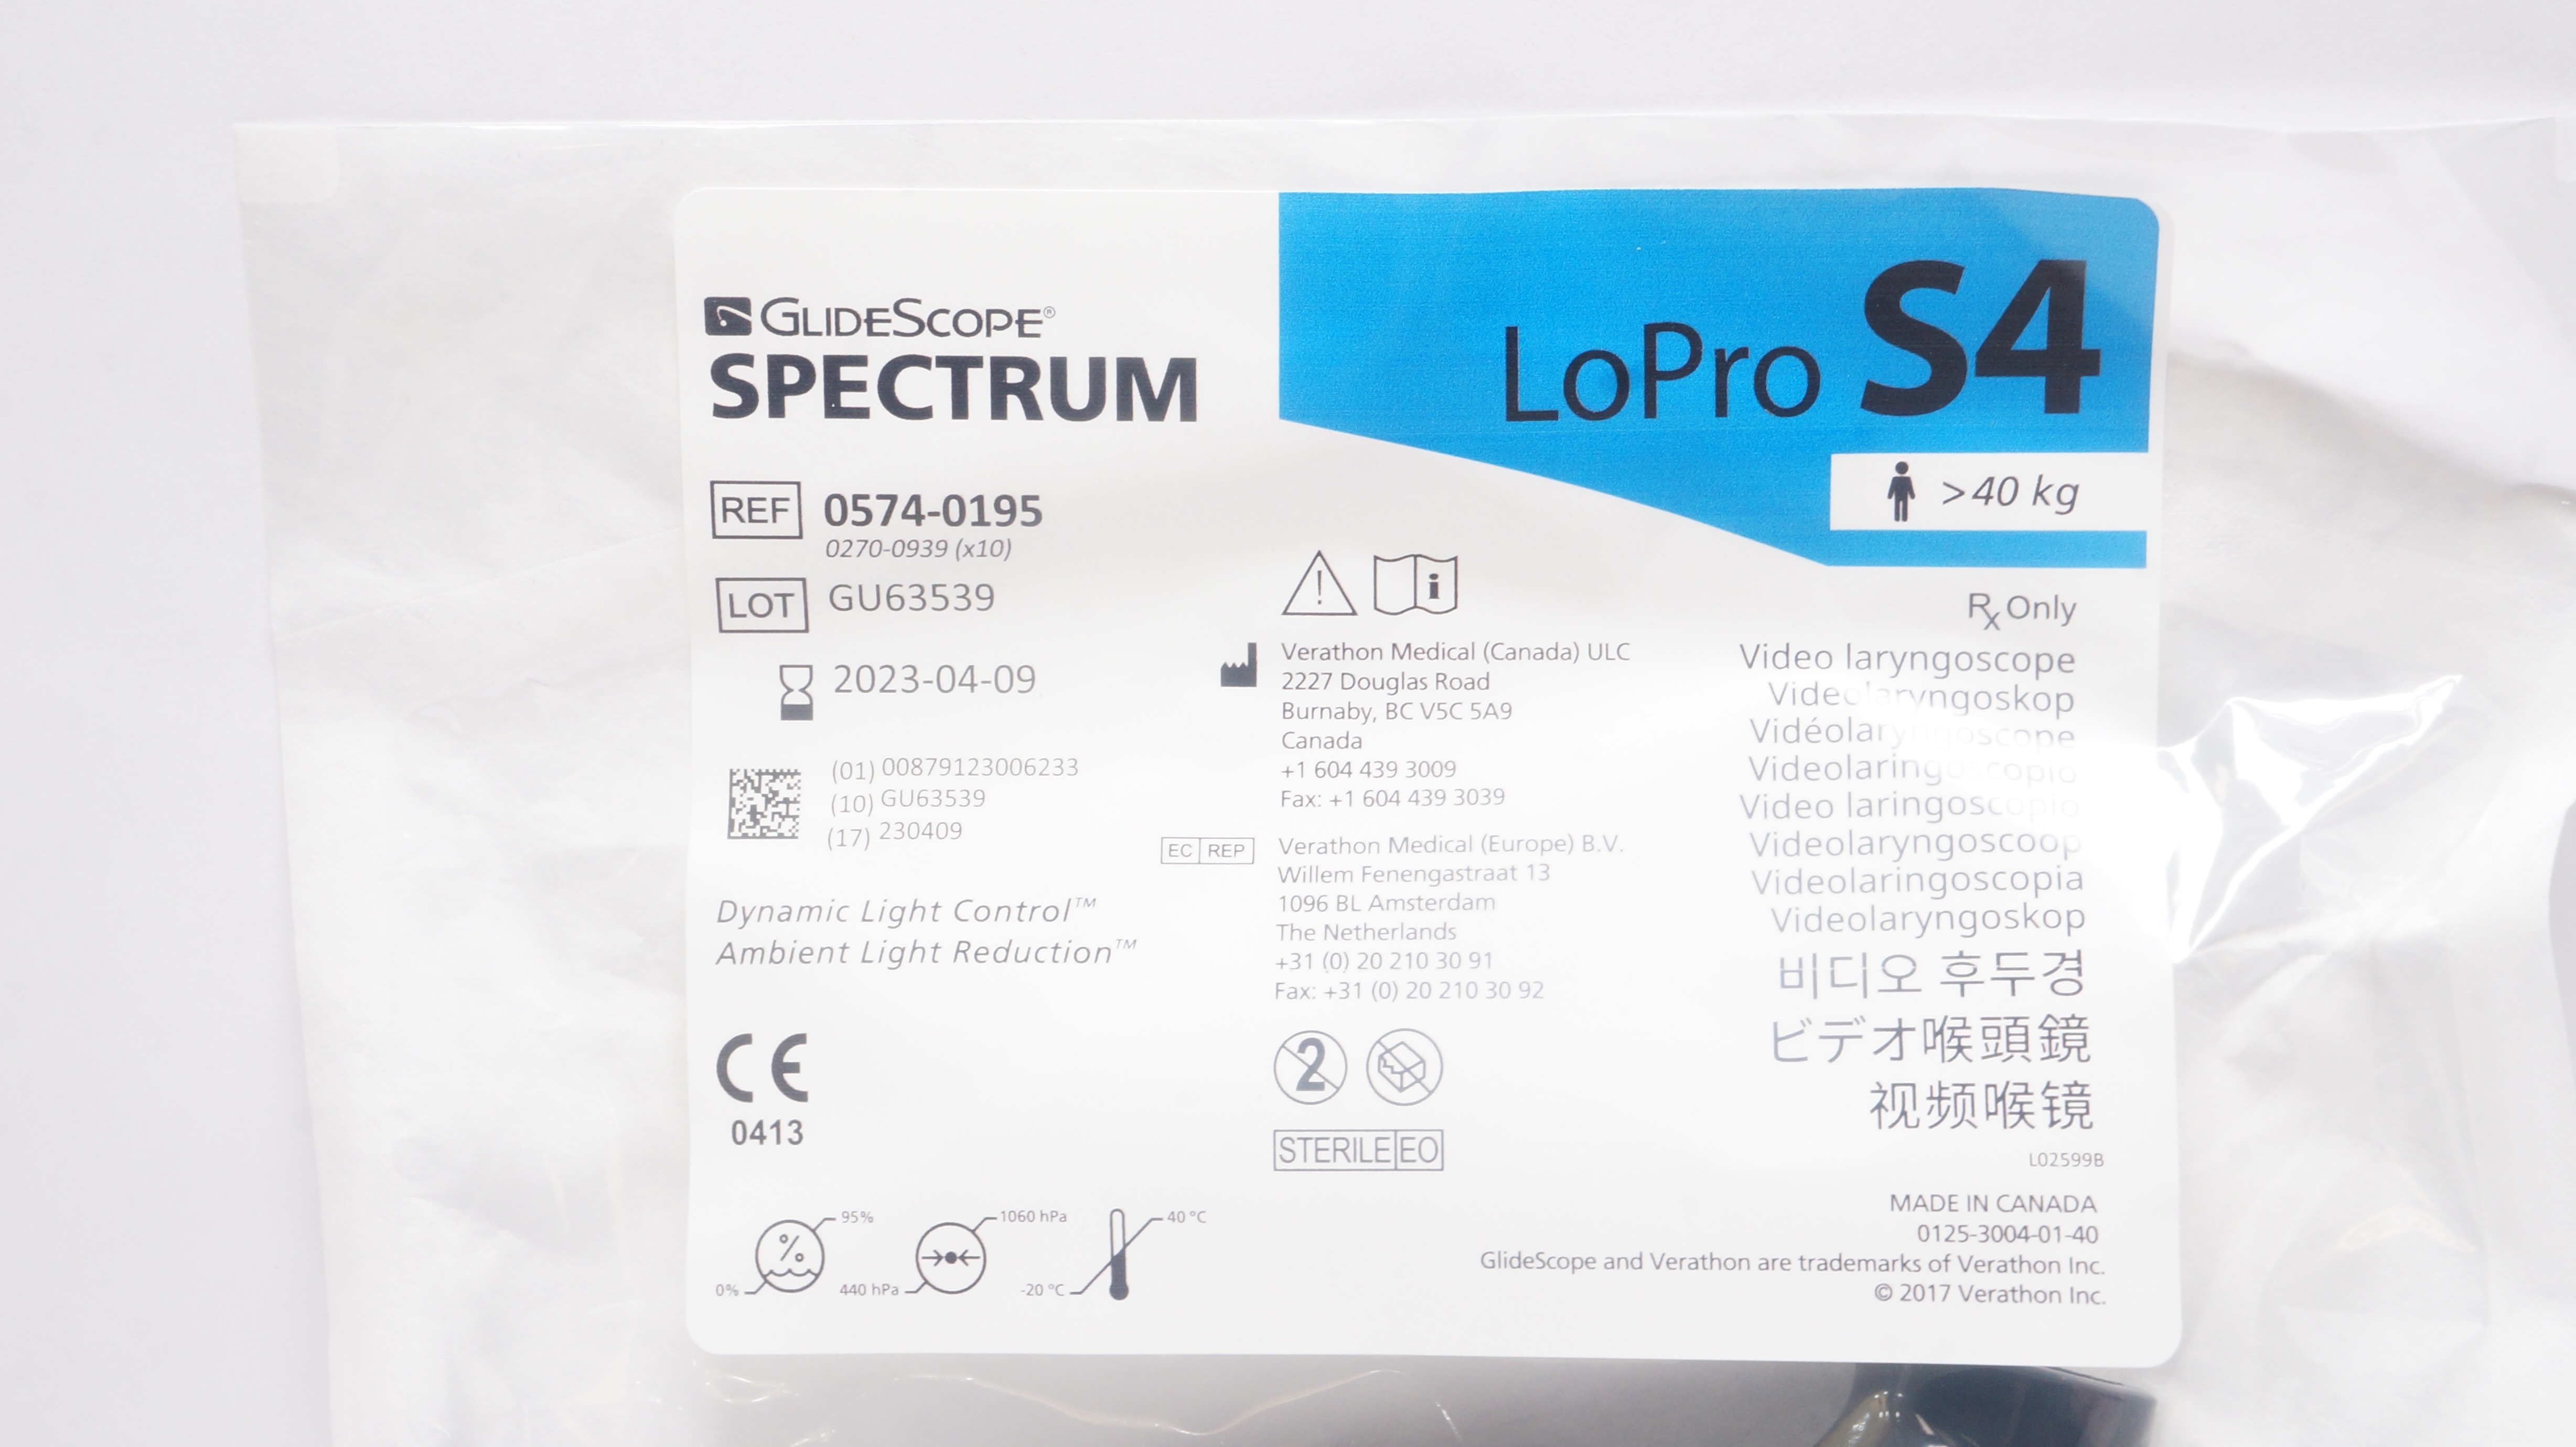 GLIDESCOPE®
SPECTRUM
LoPro S4
>40 kg
REF 0574-0195
0270-0939 (x10)
LOT GU63539
2023-04-09
(01) 00879123006233
(10) GU63539
(17) 230409
Dynamic Light Control™
Ambient Light Reduction™
CE
0413
95%
0%
1060 hPa
440 hPa
40 °C
-20 °C
i
Verathon Medical (Canada) ULC
2227 Douglas Road
Burnaby, BC V5C 5A9
Canada
+1 604 439 3009
Fax: +1 604 439 3039
EC REP
Verathon Medical (Europe) B.V.
Willem Fenengastraat 13
1096 BL Amsterdam
The Netherlands
+31 (0) 20 210 30 91
Fax: +31 (0) 20 210 30 92
2
STERILE EO
Rx Only
Video laryngoscope
Videolaryngoskop
Vidéolaryngoscope
Videolaringoscopio
Video laringoscopio
Videolaryngoscoop
Videolaringoscopia
Videolaryngoskop
비디오 후두경
ビデオ喉頭鏡
视频喉镜
L02599B
MADE IN CANADA
0125-3004-01-40
GlideScope and Verathon are trademarks of Verathon Inc.
© 2017 Verathon Inc.